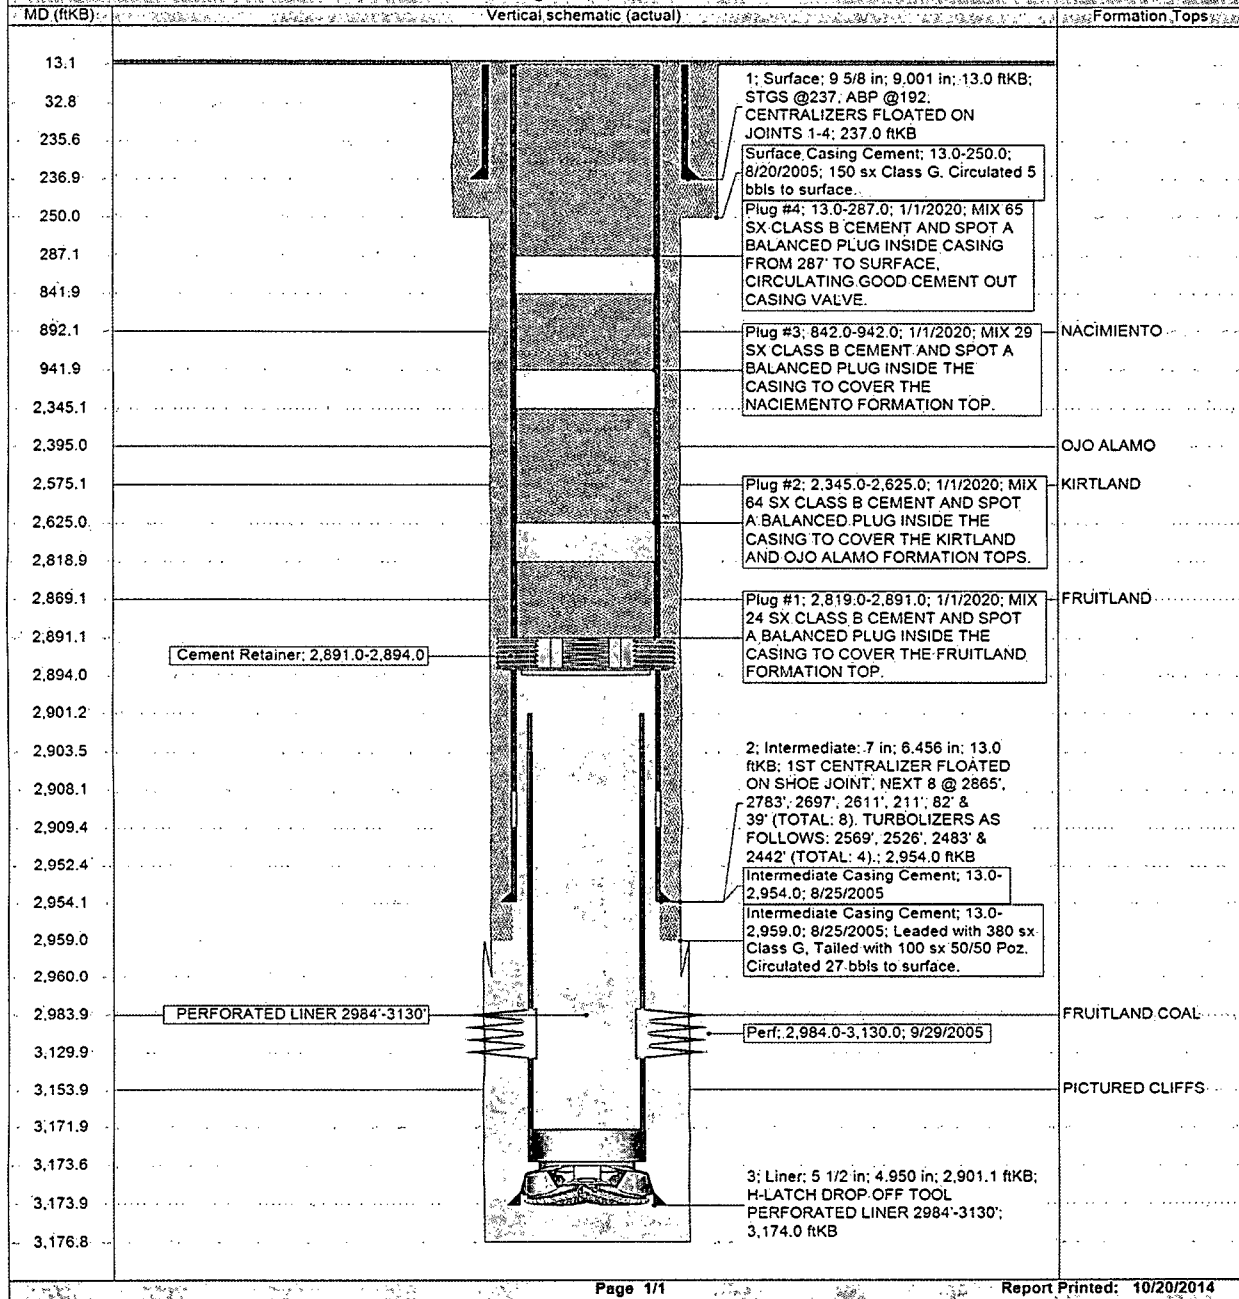 MD (ftKB)
Vertical schematic (actual)
Formation Tops
13.1
32.8
235.6
236.9
250.0
287.1
841.9
892.1
941.9
2,345.1
2,395.0
2,575.1
2,625.0
2,818.9
2,869.1
2,891.1
2,894.0
2,901.2
2,903.5
2,908.1
2,909.4
2,952.4
2,954.1
2,959.0
2,960.0
2,983.9
3,129.9
3,153.9
3,171.9
3,173.6
3,173.9
3,176.8
Cement Retainer; 2,891.0-2,894.0
PERFORATED LINER 2984'-3130'
1; Surface; 9 5/8 in; 9.001 in; 13.0 ftKB;
STGS @237, ABP @192.
CENTRALIZERS FLOATED ON
JOINTS 1-4; 237.0 ftKB
Surface Casing Cement; 13.0-250.0;
8/20/2005; 150 sx Class G. Circulated 5
bbls to surface.
Plug #4; 13.0-287.0; 1/1/2020; MIX 65
SX CLASS B CEMENT AND SPOT A
BALANCED PLUG INSIDE CASING
FROM 287' TO SURFACE,
CIRCULATING GOOD CEMENT OUT
CASING VALVE.
Plug #3; 842.0-942.0; 1/1/2020; MIX 29
SX CLASS B CEMENT AND SPOT A
BALANCED PLUG INSIDE THE
CASING TO COVER THE
NACIEMENTO FORMATION TOP.
Plug #2; 2,345.0-2,625.0; 1/1/2020; MIX
64 SX CLASS B CEMENT AND SPOT
A BALANCED PLUG INSIDE THE
CASING TO COVER THE KIRTLAND
AND OJO ALAMO FORMATION TOPS.
Plug #1; 2,819.0-2,891.0; 1/1/2020; MIX
24 SX CLASS B CEMENT AND SPOT
A BALANCED PLUG INSIDE THE
CASING TO COVER THE FRUITLAND
FORMATION TOP.
2; Intermediate; 7 in; 6.456 in; 13.0
ftKB; 1ST CENTRALIZER FLOATED
ON SHOE JOINT, NEXT 8 @ 2865',
2783', 2697', 2611', 211', 82' &
39' (TOTAL: 8). TURBOLIZERS AS
FOLLOWS: 2569', 2526', 2483' &
2442' (TOTAL: 4).; 2,954.0 ftKB
Intermediate Casing Cement; 13.0-
2,954.0; 8/25/2005
Intermediate Casing Cement; 13.0-
2,959.0; 8/25/2005; Leaded with 380 sx
Class G, Tailed with 100 sx 50/50 Poz.
Circulated 27 bbls to surface.
Perf; 2,984.0-3,130.0; 9/29/2005
3; Liner; 5 1/2 in; 4.950 in; 2,901.1 ftKB;
H-LATCH DROP OFF TOOL
PERFORATED LINER 2984'-3130';
3,174.0 ftKB
NACIMIENTO
OJO ALAMO
KIRTLAND
FRUITLAND
FRUITLAND COAL
PICTURED CLIFFS
Page 1/1
Report Printed: 10/20/2014